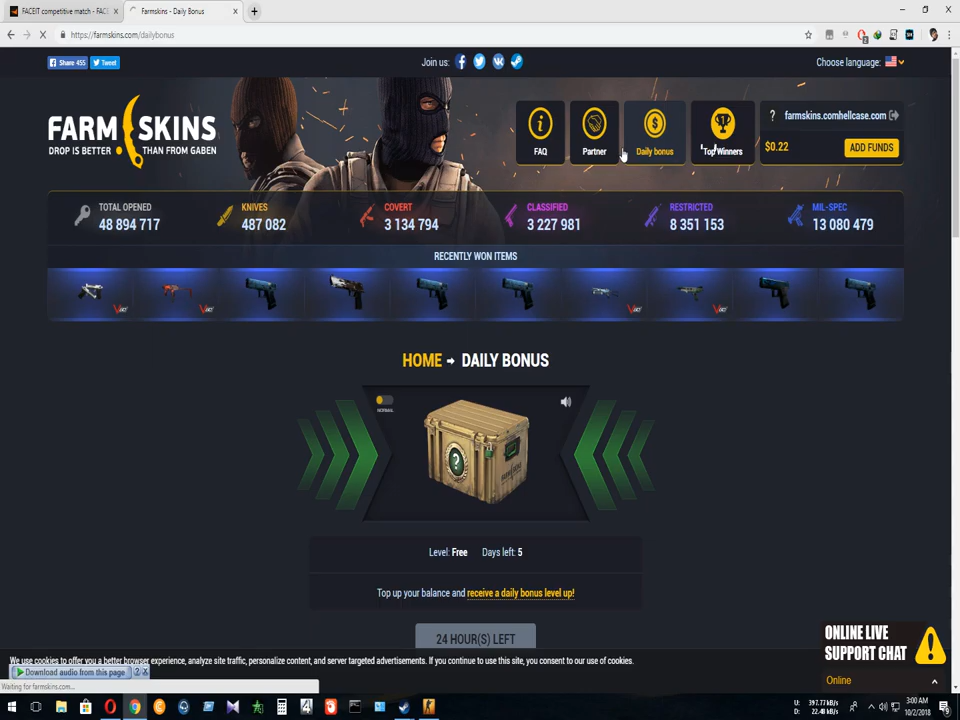 FACEIT competitive match - FACE
Farmskins - Daily Bonus
https://farmskins.com/dailybonus
Share 455
Tweet
Join us:
Choose language:
FARM SKINS
DROP IS BETTER THAN FROM GABEN
FAQ
Partner
Daily bonus
Top Winners
? farmskins.comhellcase.com
$0.22
ADD FUNDS
TOTAL OPENED
48 894 717
KNIVES
487 082
COVERT
3 134 794
CLASSIFIED
3 227 981
RESTRICTED
8 351 153
MIL-SPEC
13 080 479
RECENTLY WON ITEMS
HOME DAILY BONUS
NORMAL
?
Level: Free Days left: 5
Top up your balance and receive a daily bonus level up!
24 HOUR(S) LEFT
ONLINE LIVE
SUPPORT CHAT
Online
We use cookies to offer you a better browser experience, analyze site traffic, personalize content, and server targeted advertisements. If you continue to use this site, you consent to our use of cookies.
Download audio from this page ? X
Waiting for farmskins.com...
U: 397.77 kB/s
D: 22.48 kB/s
3:00 AM
10/2/2018